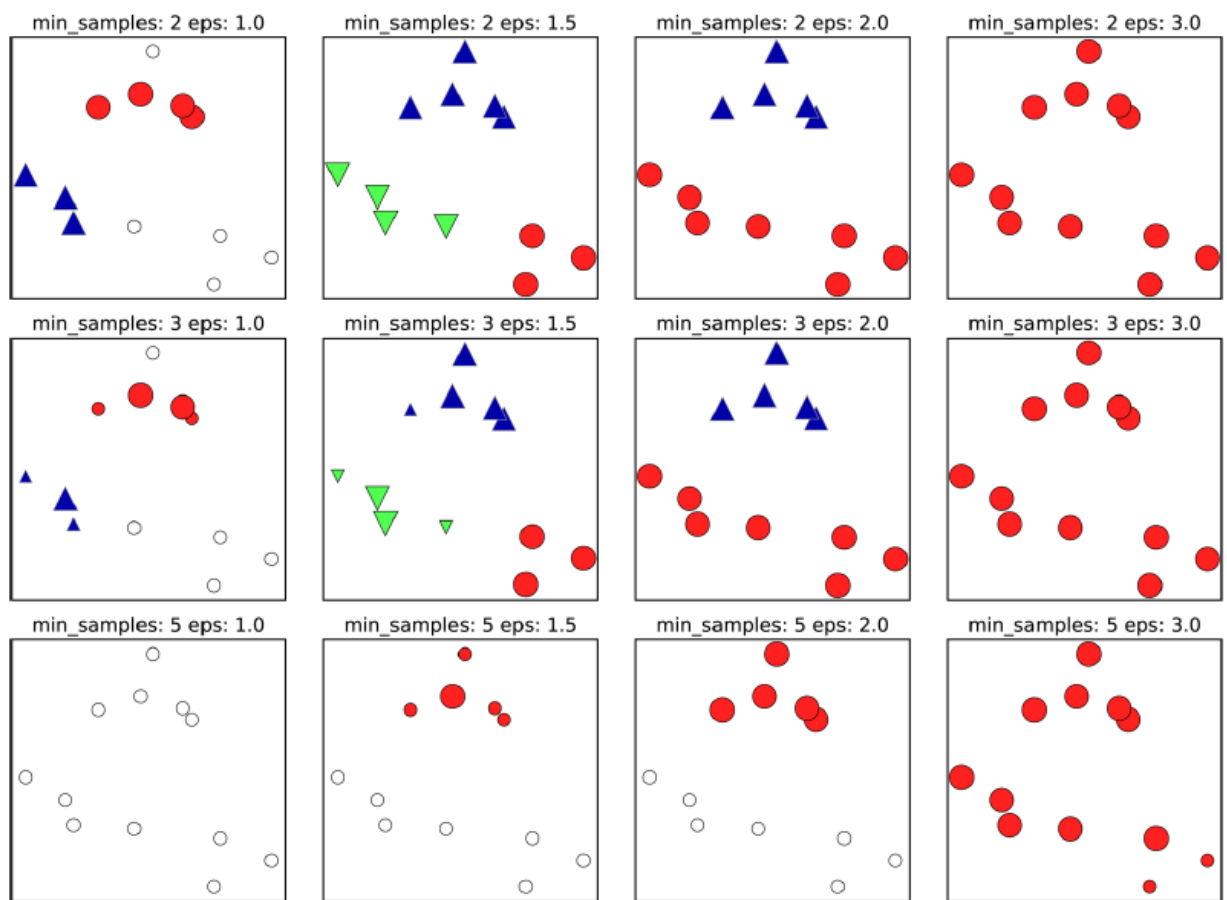 min_samples: 2 eps: 1.0
min_samples: 2 eps: 1.5
min_samples: 2 eps: 2.0
min_samples: 2 eps: 3.0
min_samples: 3 eps: 1.0
min_samples: 3 eps: 1.5
min_samples: 3 eps: 2.0
min_samples: 3 eps: 3.0
min_samples: 5 eps: 1.0
min_samples: 5 eps: 1.5
min_samples: 5 eps: 2.0
min_samples: 5 eps: 3.0